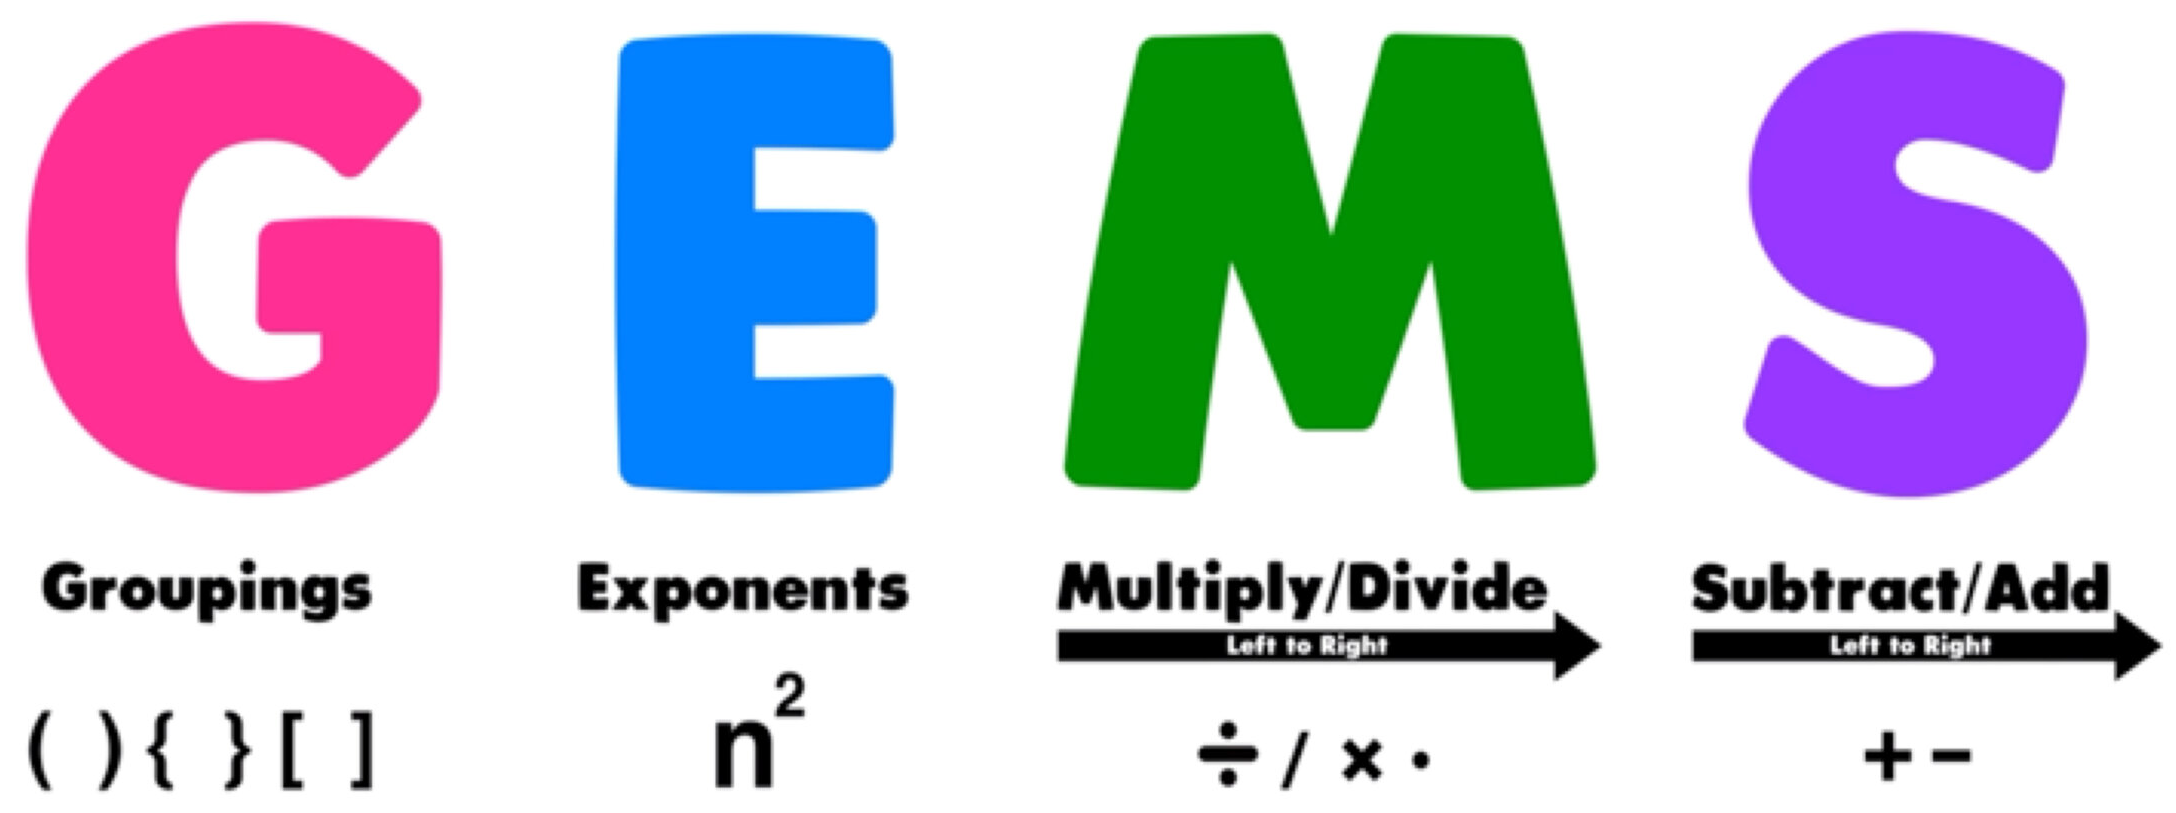 G E M S
Groupings Exponents Multiply/Divide Subtract/Add
Left to Right Left to Right
( ) { } [ ] n² ÷ / × · + −